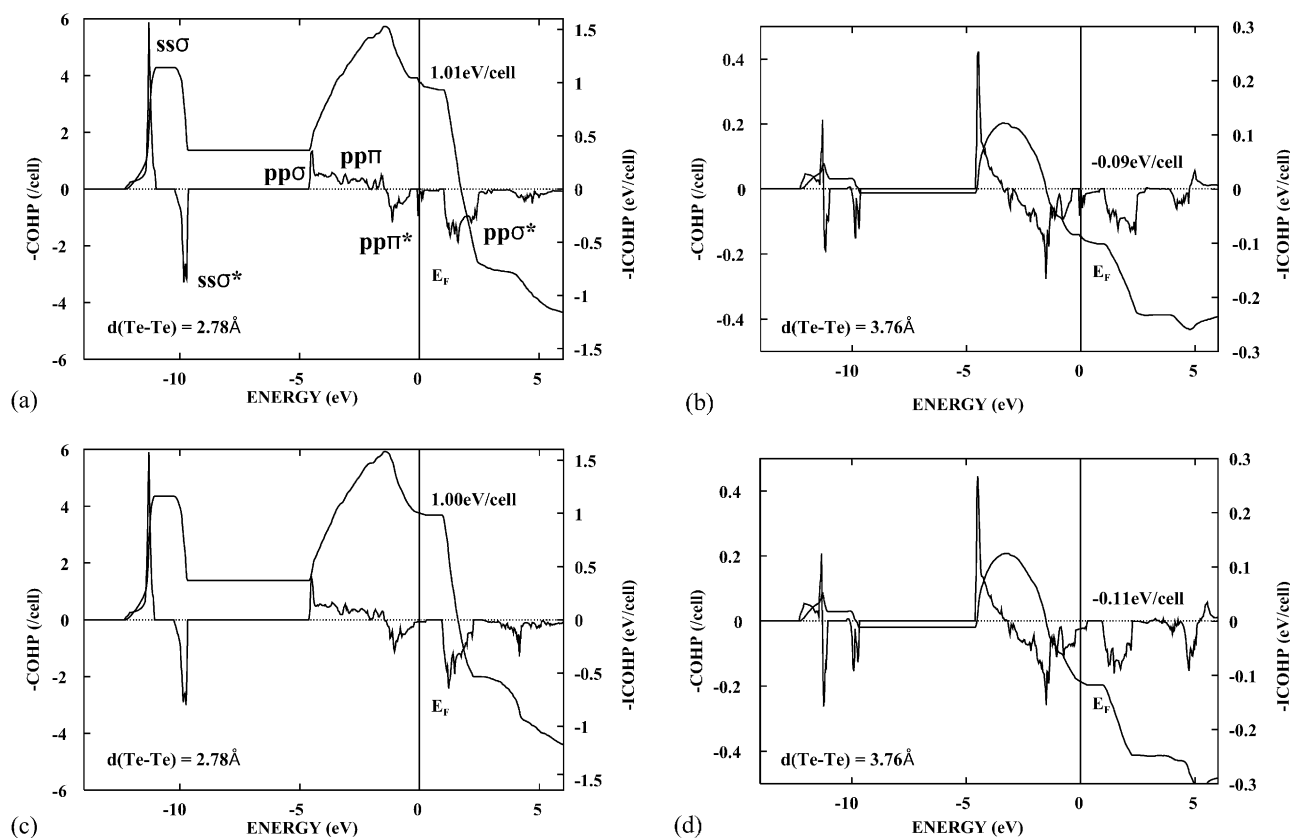 6
4
2
0
-2
-4
-6
-COHP (/cell)
1.5
1
0.5
0
-0.5
-1
-1.5
-ICOHP (eV/cell)
ssσ
ssσ*
ppσ
ppπ
ppπ*
ppσ*
1.01eV/cell
E_F
d(Te-Te) = 2.78Å
-10
-5
0
5
ENERGY (eV)
(a)
0.4
0.2
0
-0.2
-0.4
-COHP (/cell)
0.3
0.2
0.1
0
-0.1
-0.2
-0.3
-ICOHP (eV/cell)
-0.09eV/cell
E_F
d(Te-Te) = 3.76Å
-10
-5
0
5
ENERGY (eV)
(b)
6
4
2
0
-2
-4
-6
-COHP (/cell)
1.5
1
0.5
0
-0.5
-1
-1.5
-ICOHP (eV/cell)
1.00eV/cell
E_F
d(Te-Te) = 2.78Å
-10
-5
0
5
ENERGY (eV)
(c)
0.4
0.2
0
-0.2
-0.4
-COHP (/cell)
0.3
0.2
0.1
0
-0.1
-0.2
-0.3
-ICOHP (eV/cell)
-0.11eV/cell
E_F
d(Te-Te) = 3.76Å
-10
-5
0
5
ENERGY (eV)
(d)